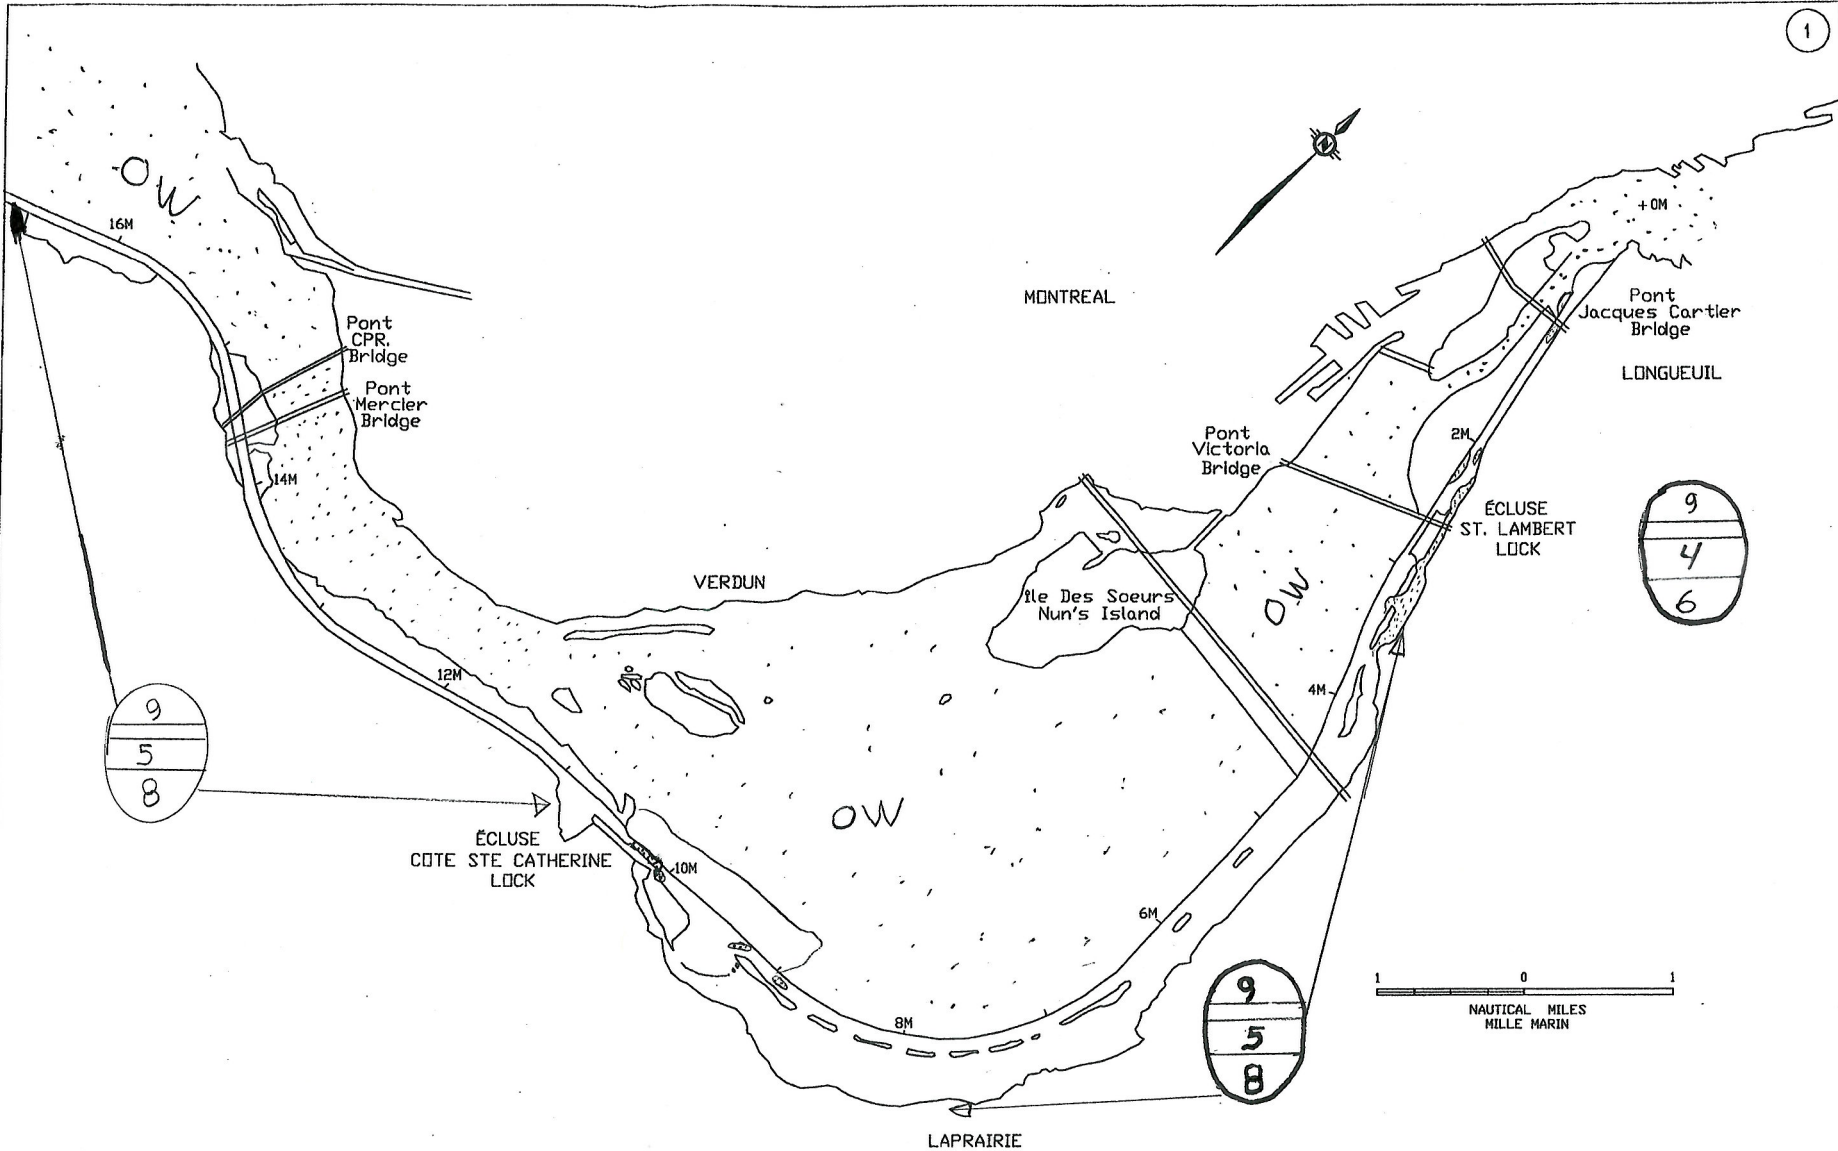 1
OW
16M
+0M
MONTREAL
Pont
Jacques Cartier
Bridge
Pont
CPR.
Bridge
LONGUEUIL
Pont
Mercier
Bridge
2M
Pont
Victoria
Bridge
14M
9
4
6
ÉCLUSE
ST. LAMBERT
LOCK
VERDUN
île Des Soeurs
Nun's Island
OW
12M
4M
9
5
8
OW
ÉCLUSE
COTE STE CATHERINE
LOCK
10M
6M
9
5
8
1 0 1
NAUTICAL MILES
MILLE MARIN
8M
LAPRAIRIE